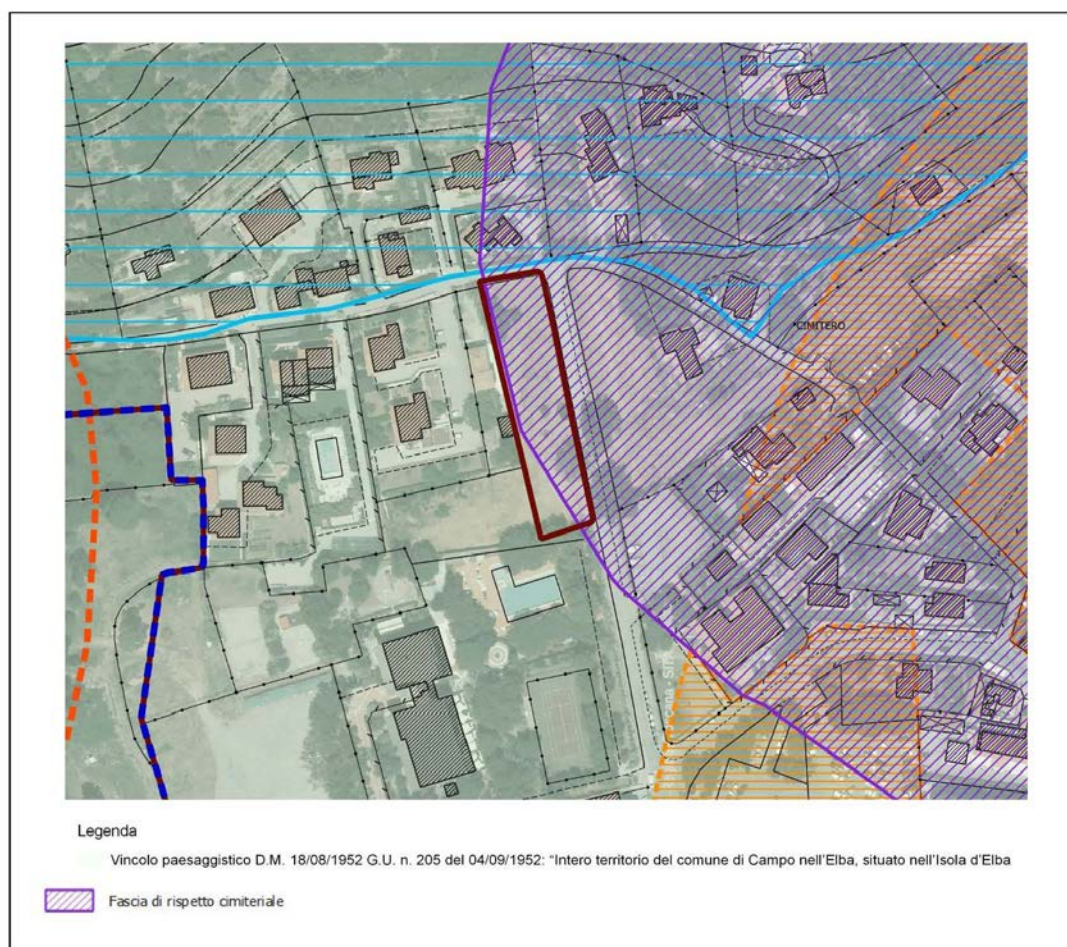 CIMITERO
Legenda
Vincolo paesaggistico D.M. 18/08/1952 G.U. n. 205 del 04/09/1952: "Intero territorio del comune di Campo nell'Elba, situato nell'Isola d'Elba
Fascia di rispetto cimiteriale